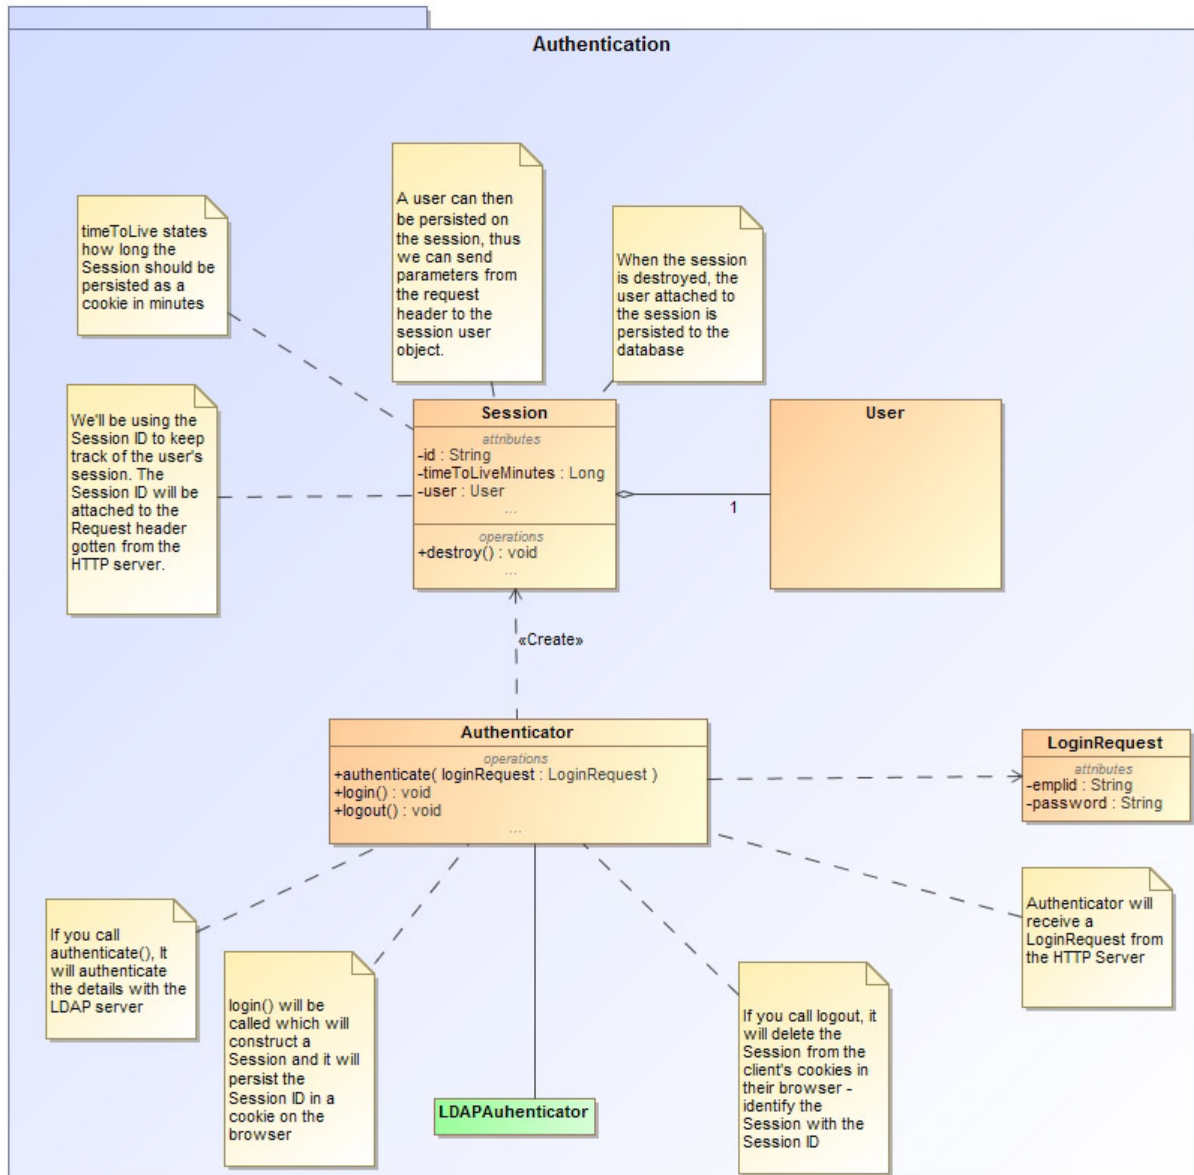 Authentication
timeToLive states
how long the
Session should be
persisted as a
cookie in minutes
A user can then
be persisted on
the session, thus
we can send
parameters from
the request
header to the
session user
object.
When the session
is destroyed, the
user attached to
the session is
persisted to the
database
We'll be using the
Session ID to keep
track of the user's
session. The
Session ID will be
attached to the
Request header
gotten from the
HTTP server.
Session
attributes
-id : String
-timeToLiveMinutes : Long
-user : User
...
operations
+destroy() : void
...
1
User
«Create»
Authenticator
operations
+authenticate( loginRequest : LoginRequest )
+login() : void
+logout() : void
...
LoginRequest
attributes
-emplid : String
-password : String
If you call
authenticate(), It
will authenticate
the details with the
LDAP server
login() will be
called which will
construct a
Session and it will
persist the
Session ID in a
cookie on the
browser
LDAPAuhenticator
If you call logout, it
will delete the
Session from the
client's cookies in
their browser -
identify the
Session with the
Session ID
Authenticator will
receive a
LoginRequest from
the HTTP Server